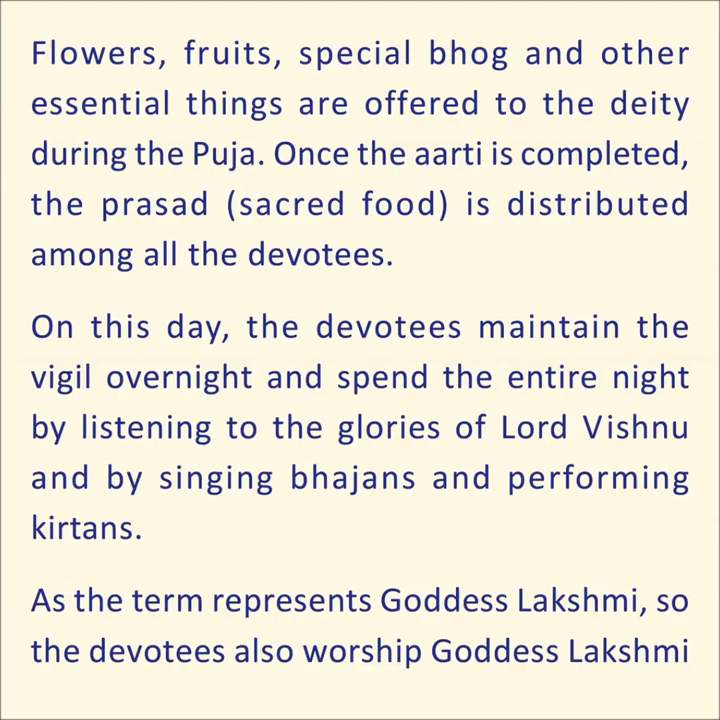 Flowers, fruits, special bhog and other
essential things are offered to the deity
during the Puja. Once the aarti is completed,
the prasad (sacred food) is distributed
among all the devotees.
On this day, the devotees maintain the
vigil overnight and spend the entire night
by listening to the glories of Lord Vishnu
and by singing bhajans and performing
kirtans.
As the term represents Goddess Lakshmi, so
the devotees also worship Goddess Lakshmi